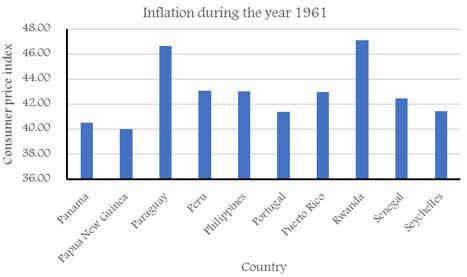 Inflation during the year 1961
Consumer price index
48.00
46.00
44.00
42.00
40.00
38.00
36.00
Panama
Papua New Guinea
Paraguay
Peru
Philippines
Portugal
Puerto Rico
Rwanda
Senegal
Seychelles
Country